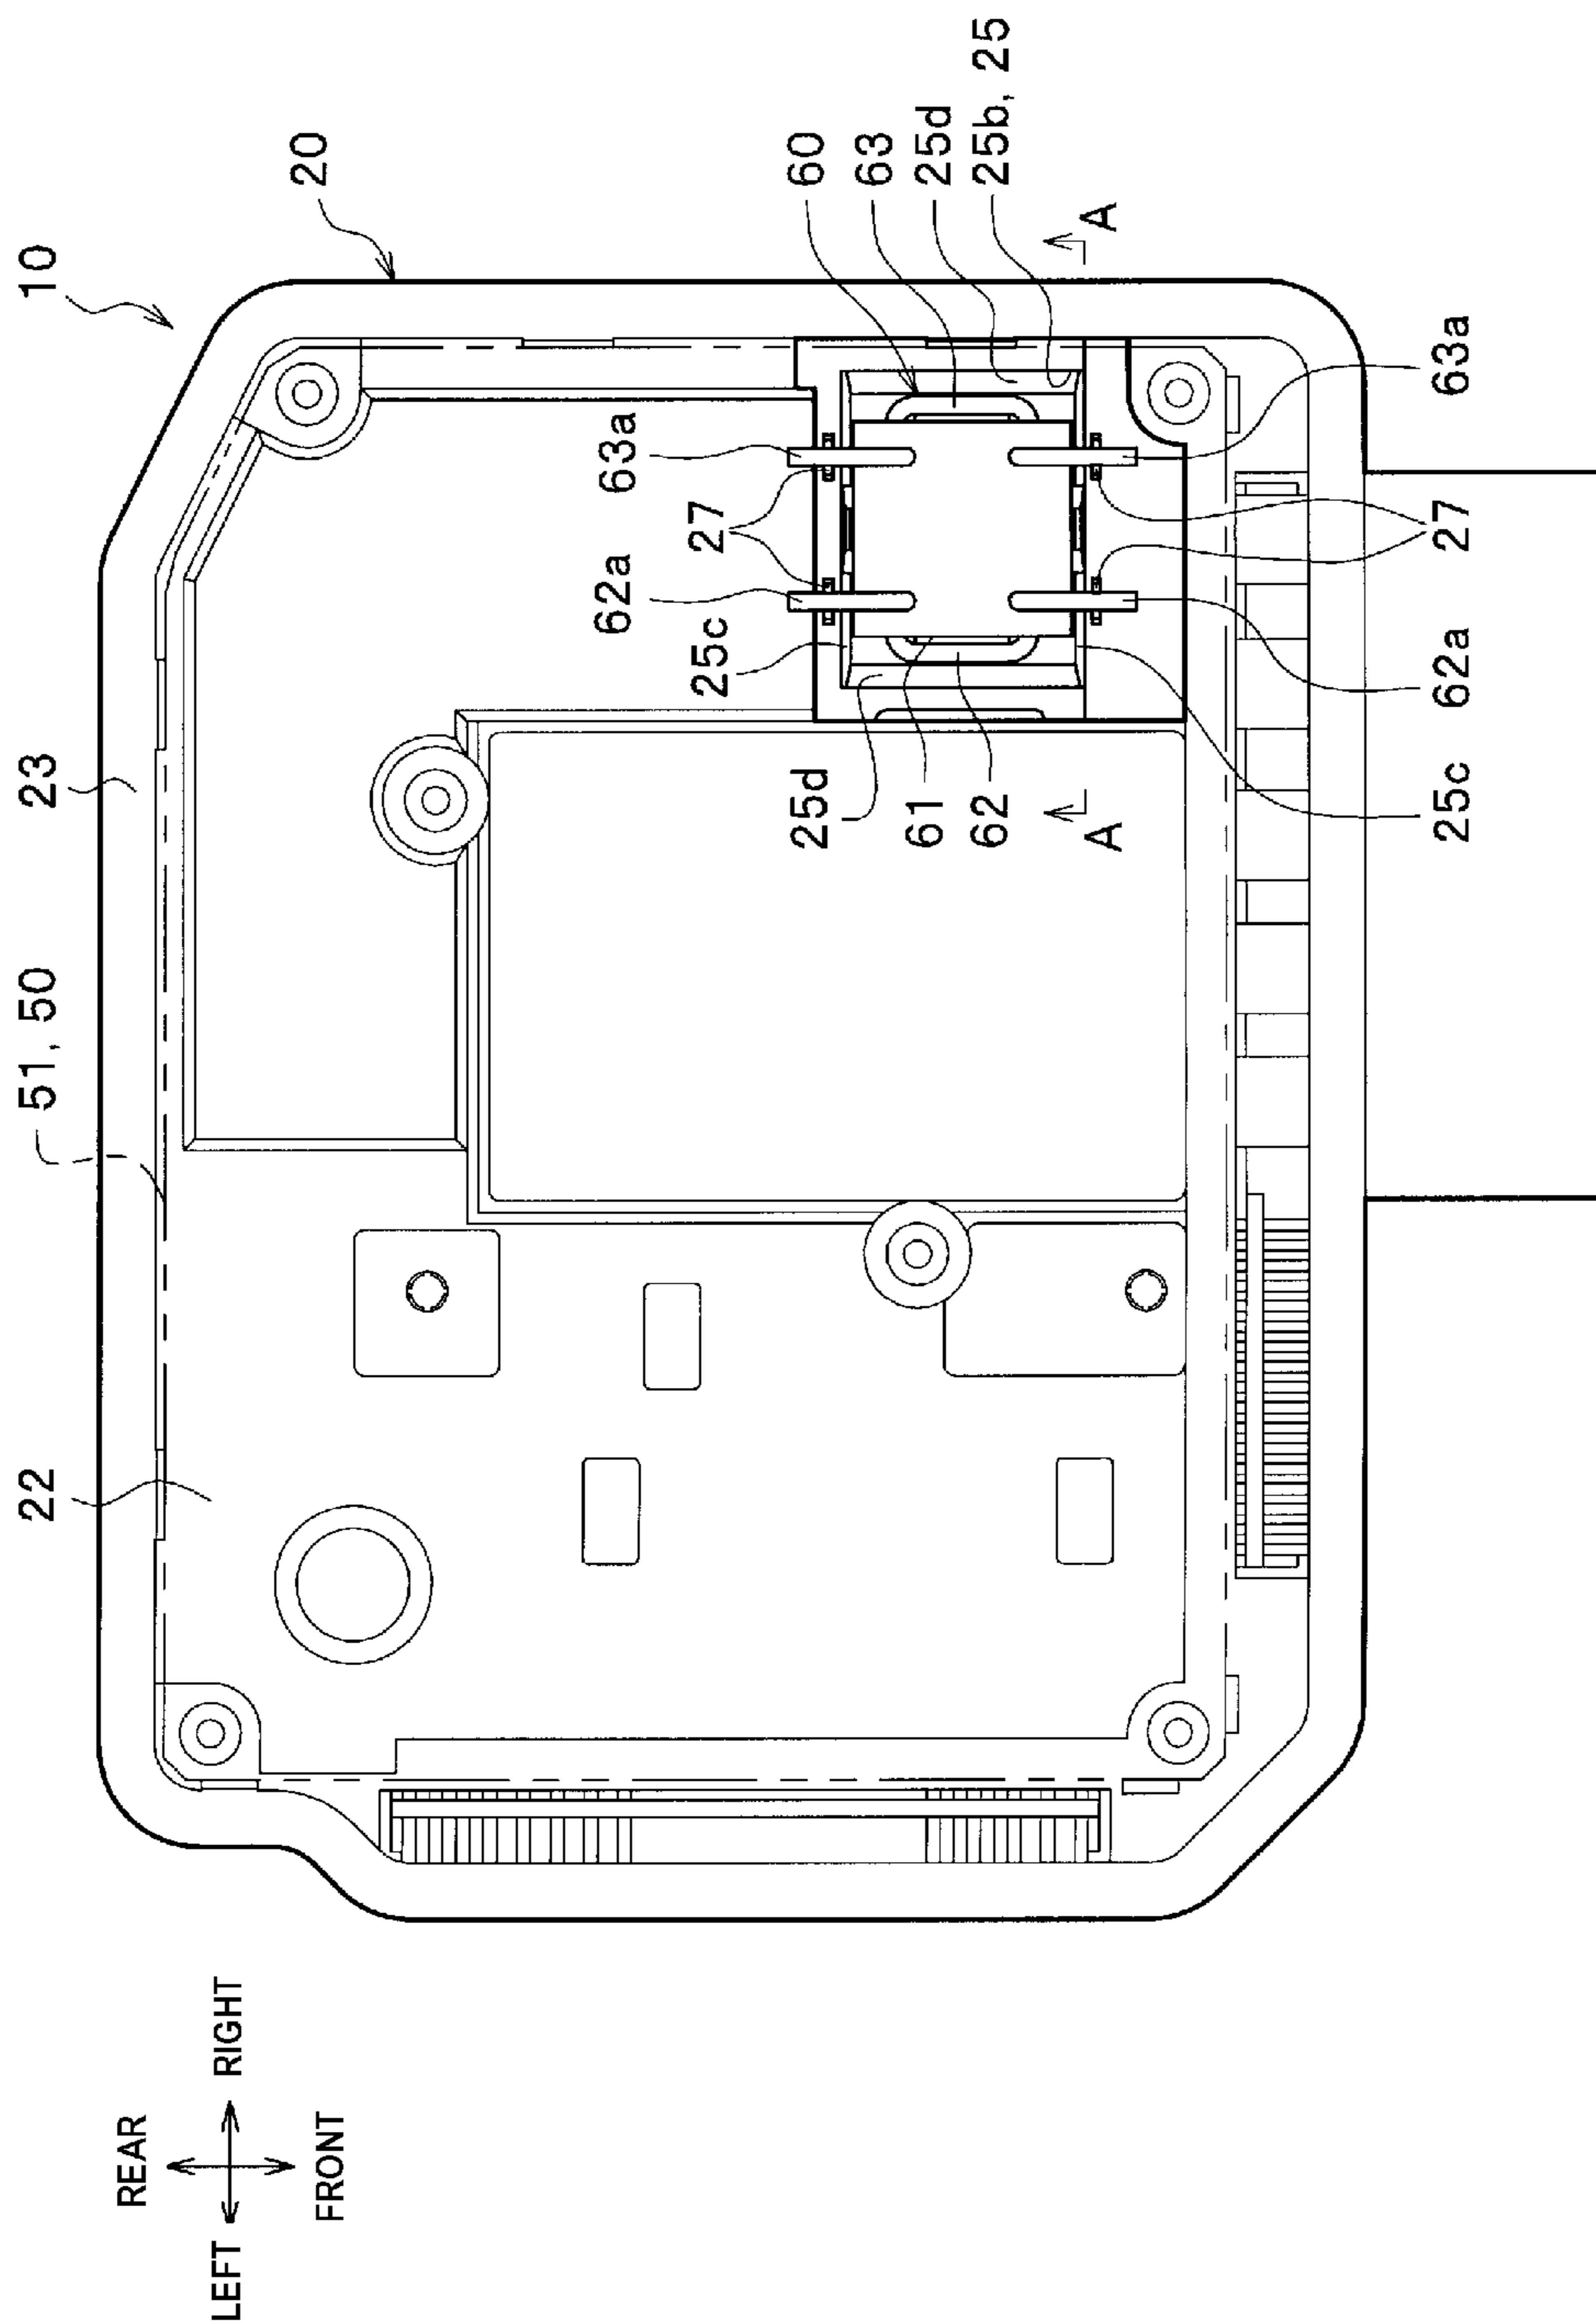 10
20
23
51, 50
22
60
63
25d
25b, 25
A
63a
27
62a
25c
63a
27
62a
25c
25d
61
62
A
REAR
LEFT
RIGHT
FRONT